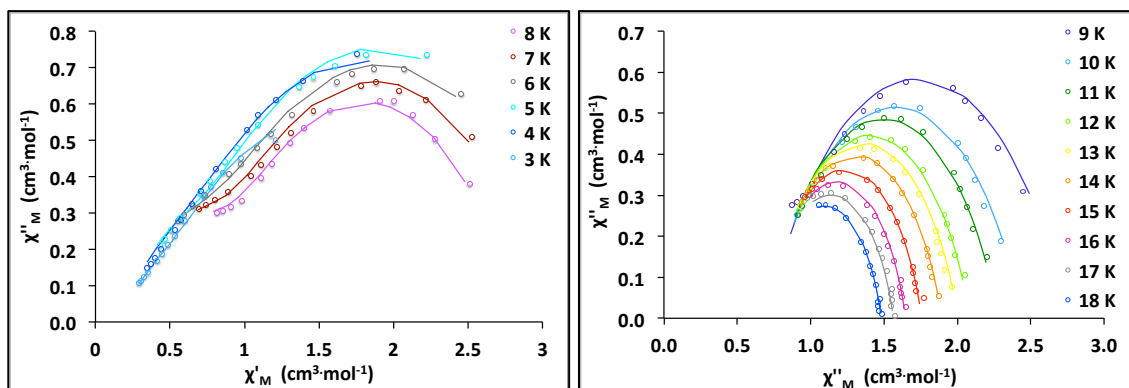 0.8
0.7
0.6
0.5
0.4
0.3
0.2
0.1
0.0
χ''M (cm³·mol⁻¹)
0
0.5
1
1.5
2
2.5
3
χ'M (cm³·mol⁻¹)
8 K
7 K
6 K
5 K
4 K
3 K
0.7
0.6
0.5
0.4
0.3
0.2
0.1
0.0
χ''M (cm³·mol⁻¹)
0.0
0.5
1.0
1.5
2.0
2.5
3.0
χ''M (cm³·mol⁻¹)
9 K
10 K
11 K
12 K
13 K
14 K
15 K
16 K
17 K
18 K